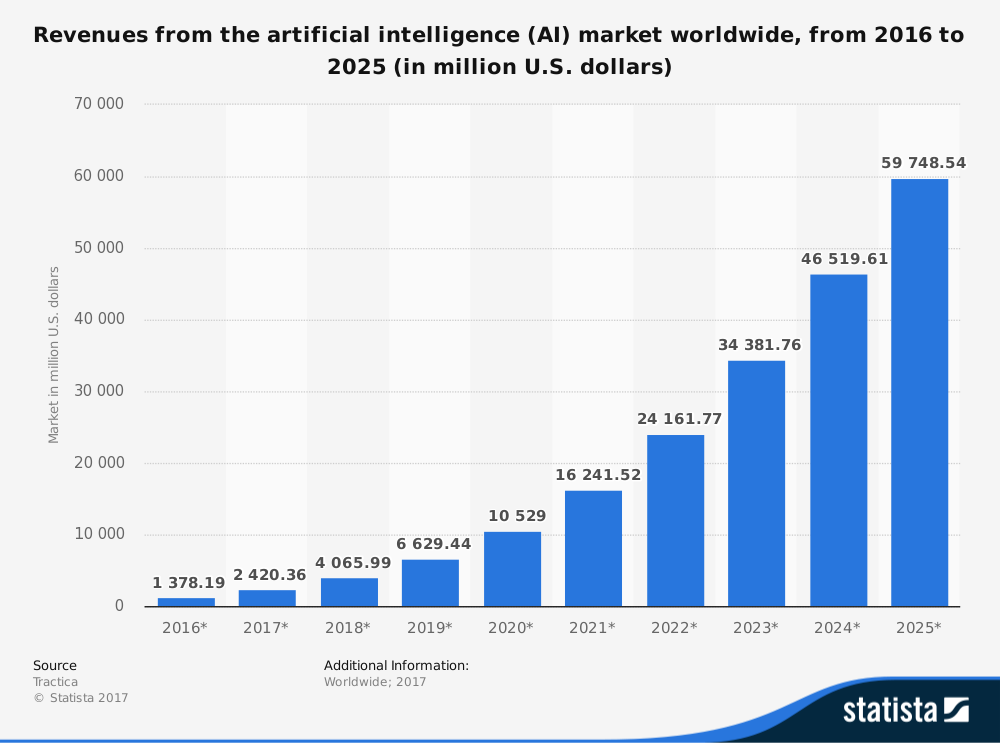 Revenues from the artificial intelligence (AI) market worldwide, from 2016 to
2025 (in million U.S. dollars)
70 000
60 000
50 000
40 000
30 000
20 000
10 000
0
Market in million U.S. dollars
1 378.19
2 420.36
4 065.99
6 629.44
10 529
16 241.52
24 161.77
34 381.76
46 519.61
59 748.54
2016* 2017* 2018* 2019* 2020* 2021* 2022* 2023* 2024* 2025*
Source
Tractica
© Statista 2017
Additional Information:
Worldwide; 2017
statista